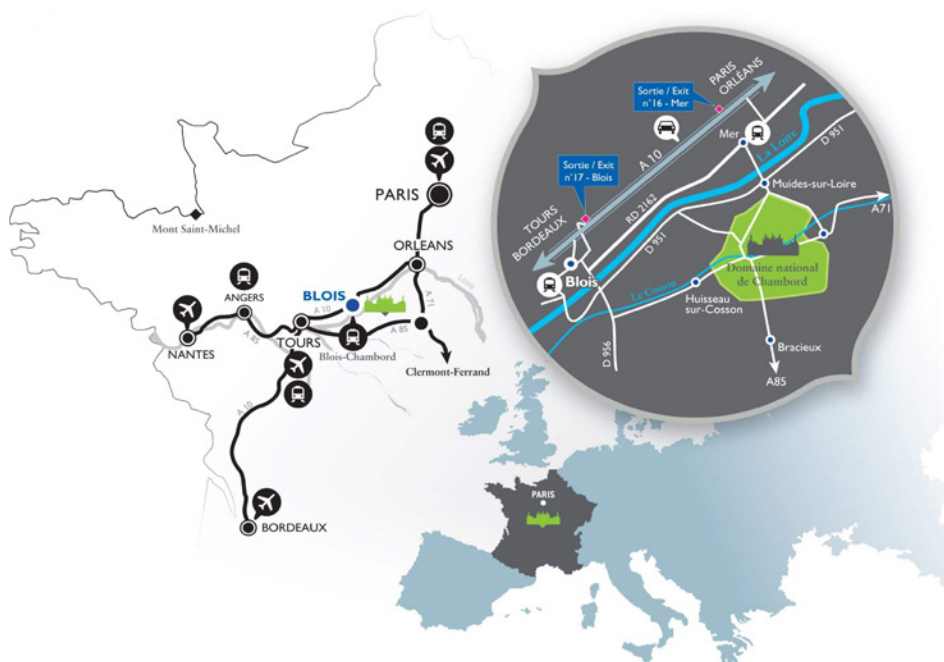 PARIS
Mont Saint-Michel
ORLEANS
Loire
BLOIS
A 10
A 71
ANGERS
A 85
NANTES
TOURS
A 85
Blois-Chambord
Clermont-Ferrand
A 10
BORDEAUX
PARIS
ORLÉANS
Sortie / Exit
n°16 - Mer
Mer
La Loire
D 951
A 10
Sortie / Exit
n°17 - Blois
RD 2162
Muides-sur-Loire
A71
TOURS
BORDEAUX
D 951
Domaine national
de Chambord
Blois
Le Cosson
Huisseau
sur-Cosson
D 956
Bracieux
A85
PARIS